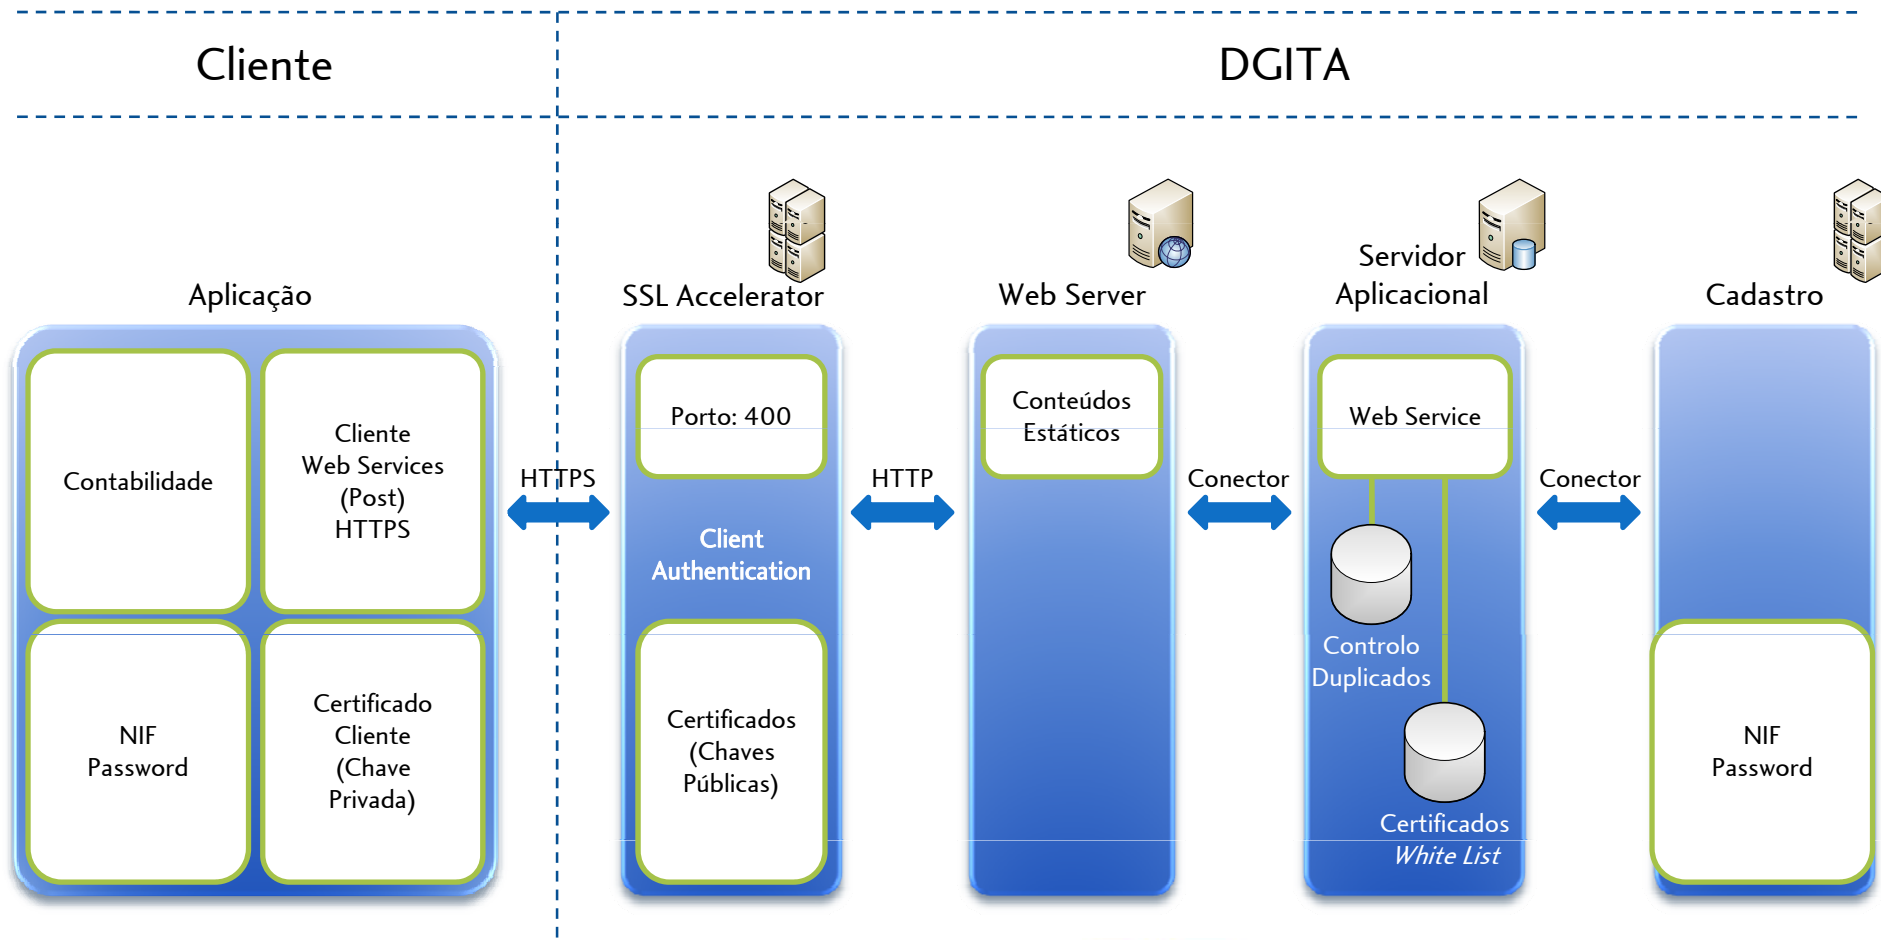 Cliente
DGITA
Aplicação
Contabilidade
Cliente
Web Services
(Post)
HTTPS
NIF
Password
Certificado
Cliente
(Chave
Privada)
HTTPS
SSL Accelerator
Porto: 400
Client
Authentication
Certificados
(Chaves
Públicas)
HTTP
Web Server
Conteúdos
Estáticos
Conector
Servidor
Aplicacional
Web Service
Controlo
Duplicados
Certificados
White List
Conector
Cadastro
NIF
Password